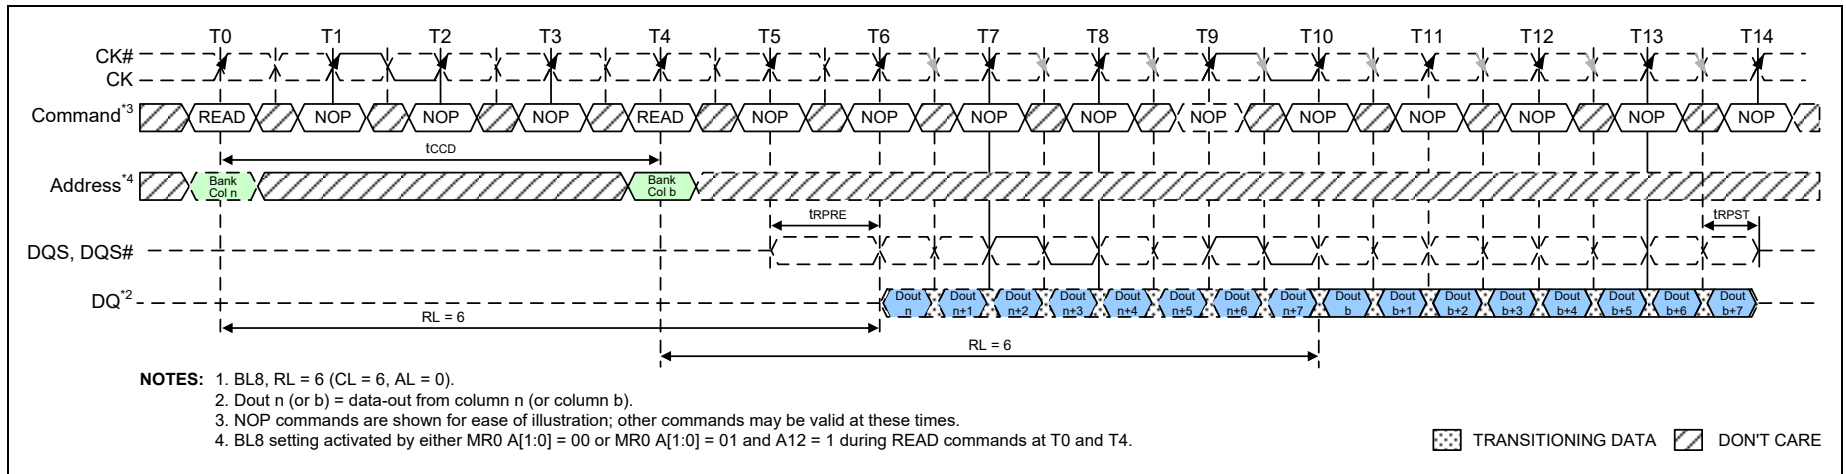 T0 T1 T2 T3 T4 T5 T6 T7 T8 T9 T10 T11 T12 T13 T14
CK#
CK
Command*3 READ NOP NOP NOP READ NOP NOP NOP NOP NOP NOP NOP NOP NOP NOP
tCCD
Address*4 Bank Col n Bank Col b
tRPRE tRPST
DQS, DQS#
DQ*2 Dout n Dout n+1 Dout n+2 Dout n+3 Dout n+4 Dout n+5 Dout n+6 Dout n+7 Dout b Dout b+1 Dout b+2 Dout b+3 Dout b+4 Dout b+5 Dout b+6 Dout b+7
RL = 6
RL = 6
NOTES: 1. BL8, RL = 6 (CL = 6, AL = 0).
2. Dout n (or b) = data-out from column n (or column b).
3. NOP commands are shown for ease of illustration; other commands may be valid at these times.
4. BL8 setting activated by either MR0 A[1:0] = 00 or MR0 A[1:0] = 01 and A12 = 1 during READ commands at T0 and T4.
TRANSITIONING DATA DON'T CARE